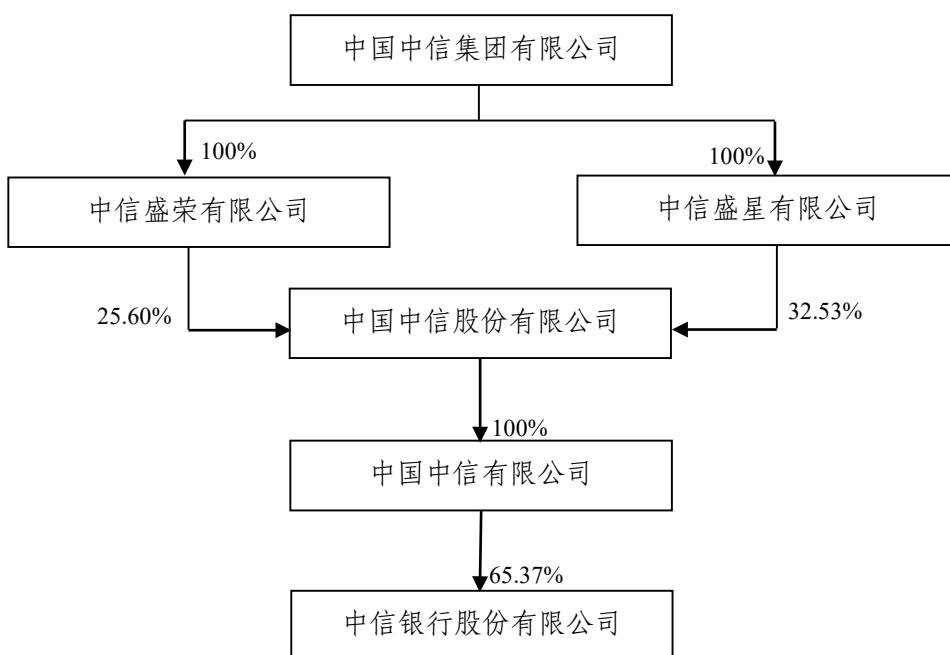 中国中信集团有限公司
100%
100%
中信盛荣有限公司
中信盛星有限公司
25.60%
中国中信股份有限公司
32.53%
100%
中国中信有限公司
65.37%
中信银行股份有限公司